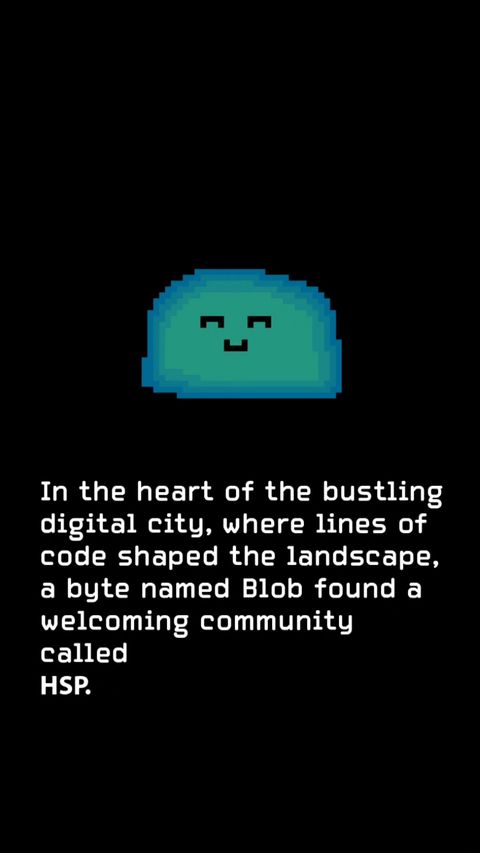 In the heart of the bustling
digital city, where lines of
code shaped the landscape,
a byte named Blob found a
welcoming community
called
HSP.